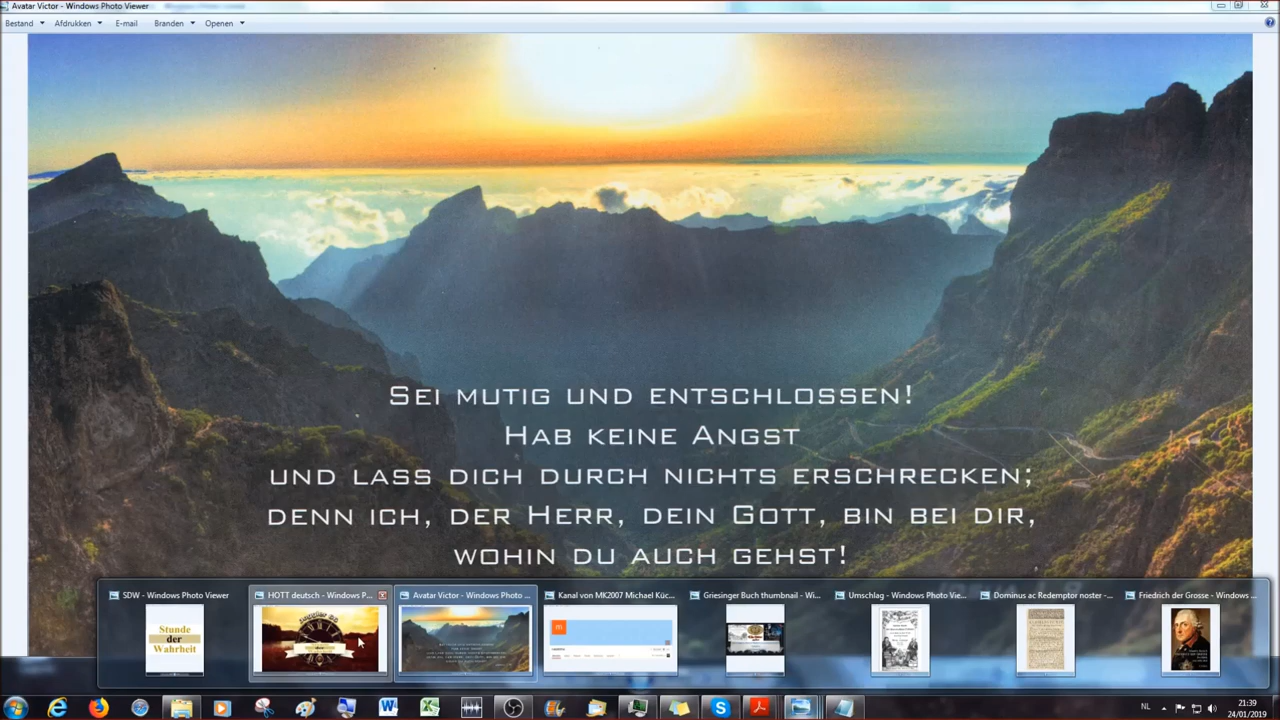 Avatar Victor - Windows Photo Viewer
Bestand Afdrukken E-mail Branden Openen
Sei mutig und entschlossen!
Hab keine Angst
und lass dich durch nichts erschrecken;
denn ich, der Herr, dein Gott, bin bei dir,
wohin du auch gehst!
SDW - Windows Photo Viewer
HOTT deutsch - Windows P...
Avatar Victor - Windows Photo ...
Kanal von MK2007 Michael Küc...
Griesinger Buch thumbnail - Wi...
Umschlag - Windows Photo Vie...
Dominus ac Redemptor noster - ...
Friedrich der Grosse - Windows ...
Stunde
der
Wahrheit
NL
21:39
24/01/2019